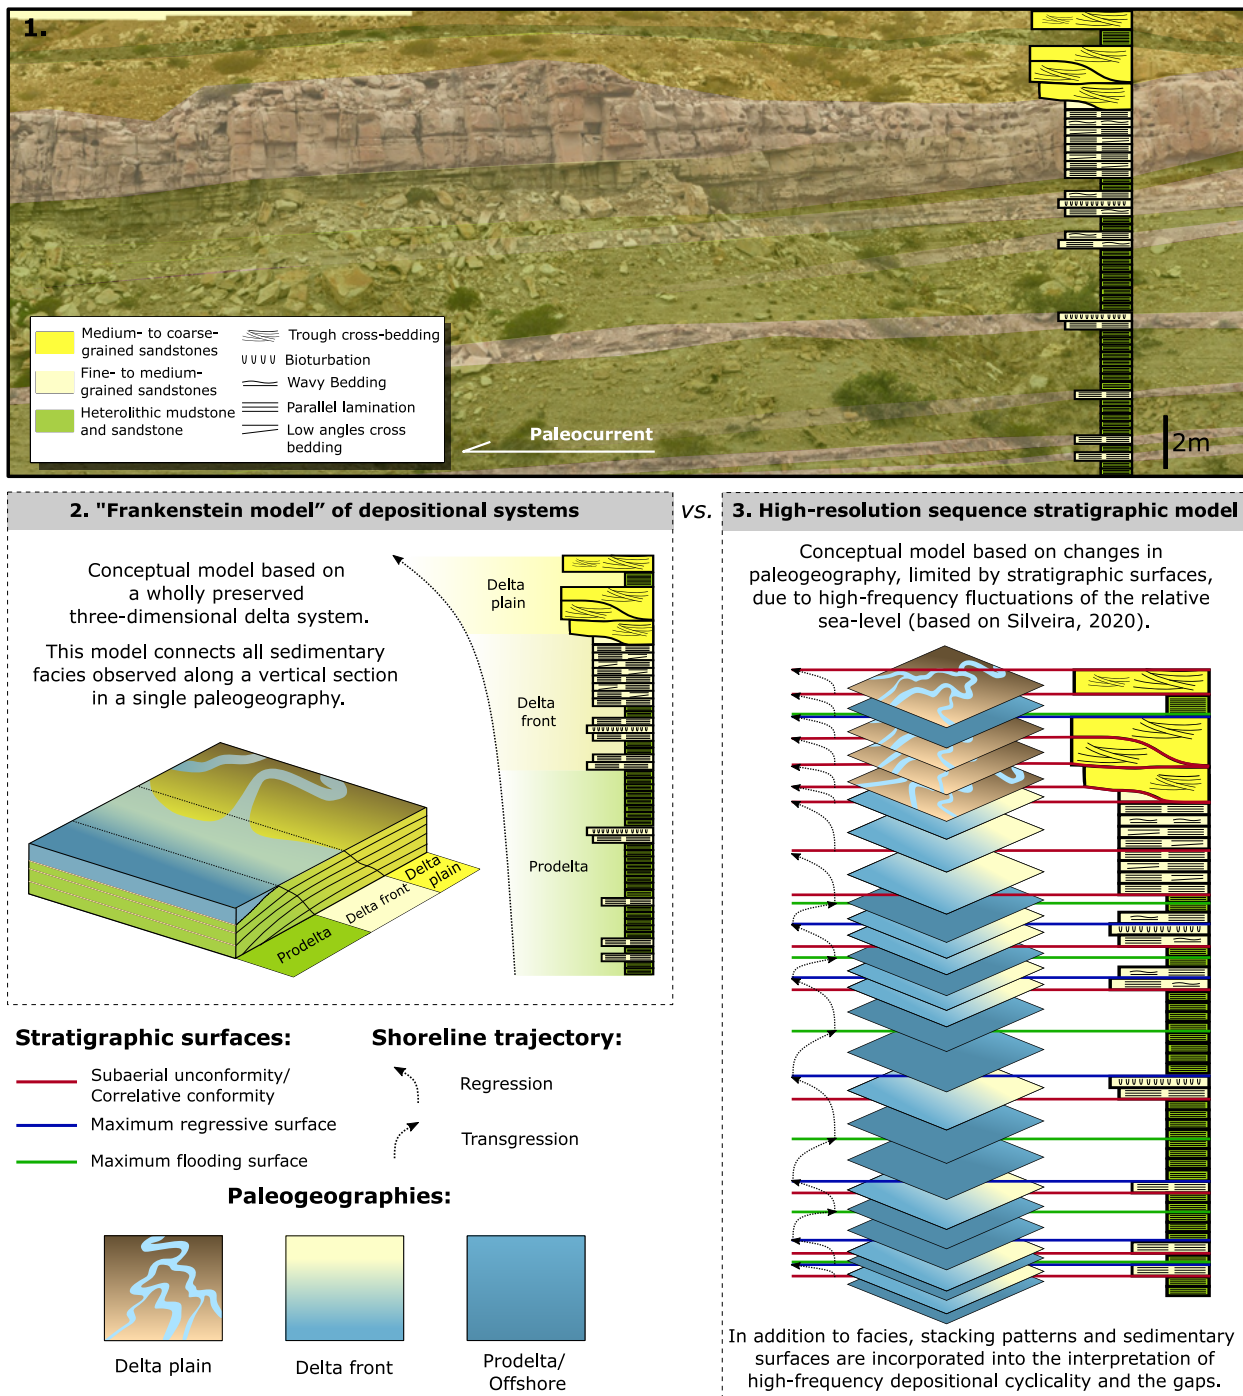 1.
Medium- to coarse-
grained sandstones
Fine- to medium-
grained sandstones
Heterolithic mudstone
and sandstone
Trough cross-bedding
Bioturbation
Wavy Bedding
Parallel lamination
Low angles cross
bedding
Paleocurrent
2m
2. "Frankenstein model” of depositional systems
Conceptual model based on
a wholly preserved
three-dimensional delta system.
This model connects all sedimentary
facies observed along a vertical section
in a single paleogeography.
Delta
plain
Delta
front
Prodelta
Delta
plain
Delta front
Prodelta
vs.
3. High-resolution sequence stratigraphic model
Conceptual model based on changes in
paleogeography, limited by stratigraphic surfaces,
due to high-frequency fluctuations of the relative
sea-level (based on Silveira, 2020).
In addition to facies, stacking patterns and sedimentary
surfaces are incorporated into the interpretation of
high-frequency depositional cyclicality and the gaps.
Stratigraphic surfaces:
Subaerial unconformity/
Correlative conformity
Maximum regressive surface
Maximum flooding surface
Shoreline trajectory:
Regression
Transgression
Paleogeographies:
Delta plain
Delta front
Prodelta/
Offshore